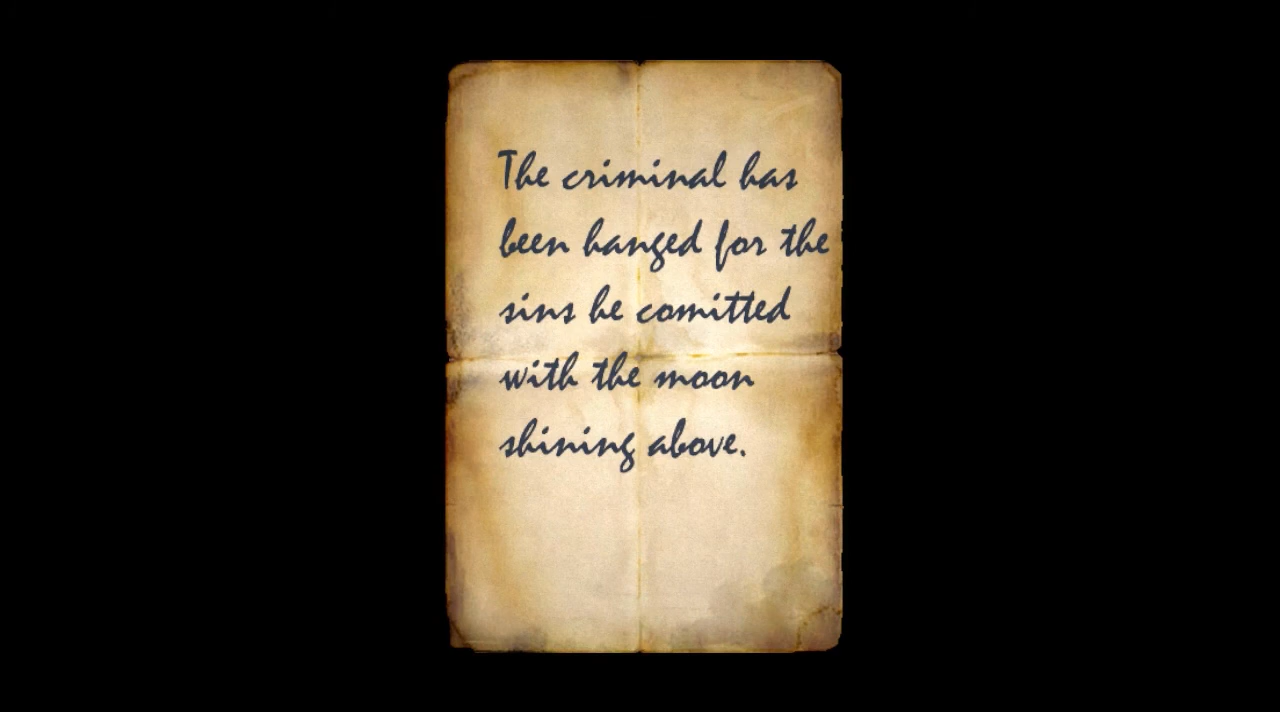 The criminal has
been hanged for the
sins he comitted
with the moon
shining above.